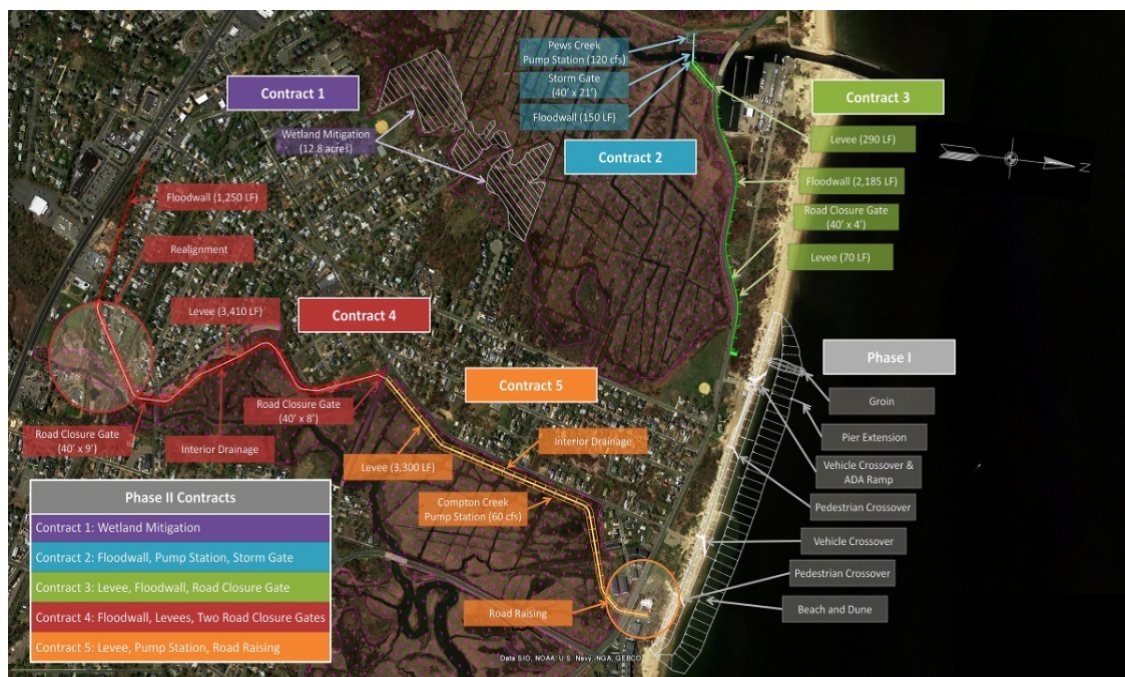 Pews Creek
Pump Station (120 cfs)
Storm Gate
(40' x 21')
Floodwall (150 LF)
Contract 1
Contract 3
Wetland Mitigation
(12.8 acres)
Contract 2
Levee (290 LF)
N
Floodwall (1,250 LF)
Floodwall (2,185 LF)
Road Closure Gate
(40' x 4')
Realignment
Levee (70 LF)
Levee (3,410 LF)
Contract 4
Phase I
Contract 5
Groin
Road Closure Gate
(40' x 8')
Road Closure Gate
(40' x 9')
Interior Drainage
Interior Drainage
Pier Extension
Levee (3,300 LF)
Vehicle Crossover &
ADA Ramp
Compton Creek
Pump Station (60 cfs)
Pedestrian Crossover
Vehicle Crossover
Pedestrian Crossover
Road Raising
Beach and Dune
Phase II Contracts
Contract 1: Wetland Mitigation
Contract 2: Floodwall, Pump Station, Storm Gate
Contract 3: Levee, Floodwall, Road Closure Gate
Contract 4: Floodwall, Levees, Two Road Closure Gates
Contract 5: Levee, Pump Station, Road Raising
Data SIO, NOAA, U.S. Navy, NGA, GEBCO